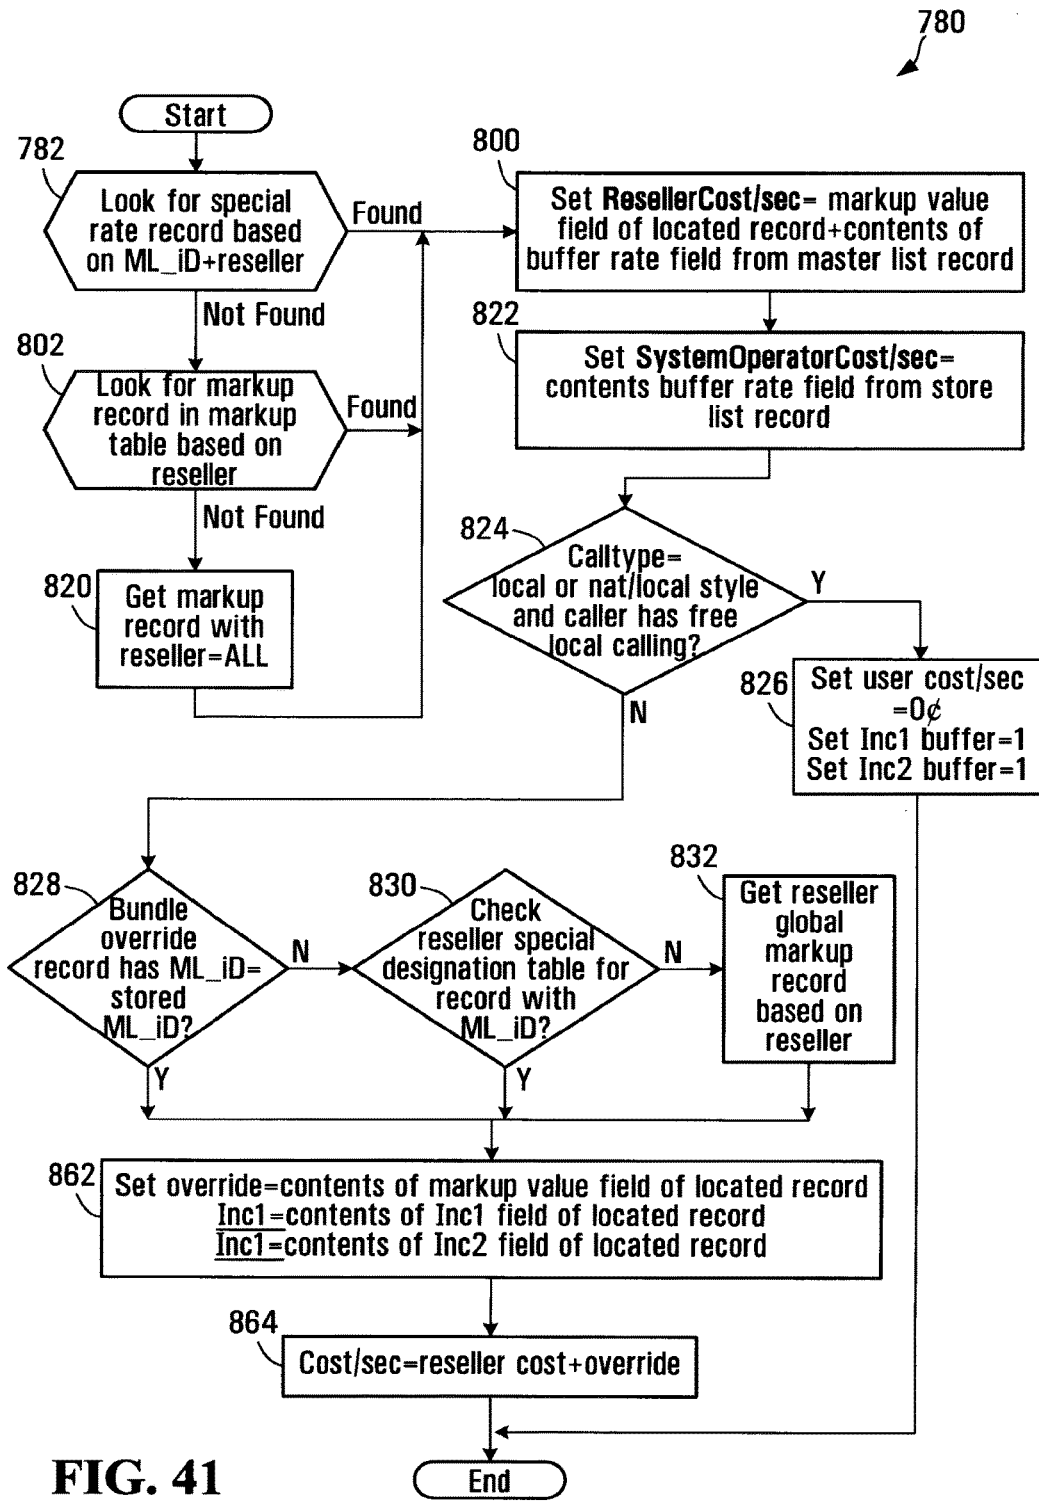 780
Start
782
Look for special
rate record based
on ML_iD+reseller
Found
Not Found
802
Look for markup
record in markup
table based on
reseller
Found
Not Found
820
Get markup
record with
reseller=ALL
800
Set ResellerCost/sec= markup value
field of located record+contents of
buffer rate field from master list record
822
Set SystemOperatorCost/sec=
contents buffer rate field from store
list record
824
Calltype=
local or nat/local style
and caller has free
local calling?
Y
N
826
Set user cost/sec
=0¢
Set Inc1 buffer=1
Set Inc2 buffer=1
828
Bundle
override
record has ML_iD=
stored
ML_iD?
N
Y
830
Check
reseller special
designation table for
record with
ML_iD?
N
Y
832
Get reseller
global
markup
record
based on
reseller
862
Set override=contents of markup value field of located record
Inc1=contents of Inc1 field of located record
Inc1=contents of Inc2 field of located record
864
Cost/sec=reseller cost+override
End
FIG. 41